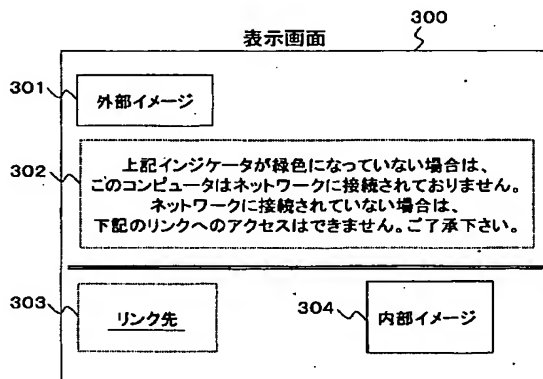 表示画面
300
301
外部イメージ
302
上記インジケータが緑色になっていない場合は、
このコンピュータはネットワークに接続されておりません。
ネットワークに接続されていない場合は、
下記のリンクへのアクセスはできません。ご了承下さい。
303
リンク先
304
内部イメージ